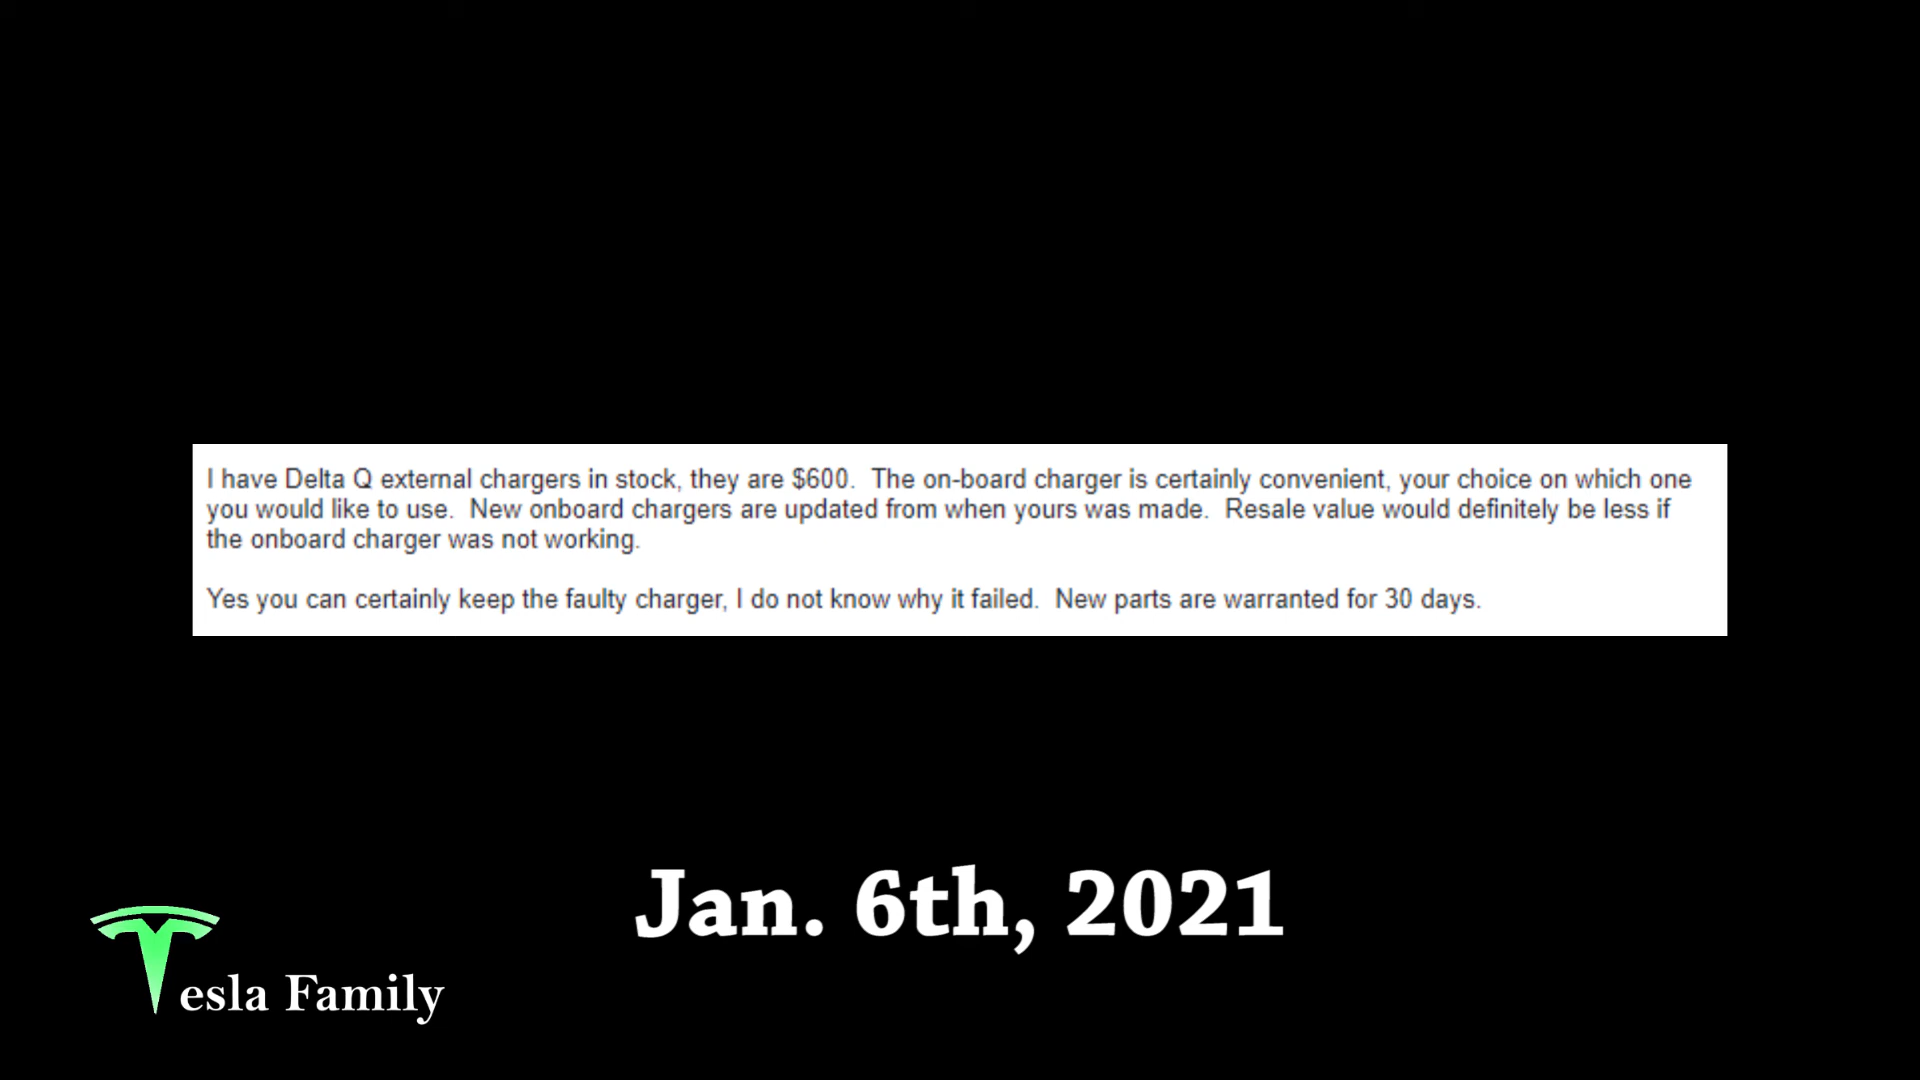 I have Delta Q external chargers in stock, they are $600.  The on-board charger is certainly convenient, your choice on which one
you would like to use.  New onboard chargers are updated from when yours was made.  Resale value would definitely be less if
the onboard charger was not working.
Yes you can certainly keep the faulty charger, I do not know why it failed.  New parts are warranted for 30 days.
Jan. 6th, 2021
Tesla Family